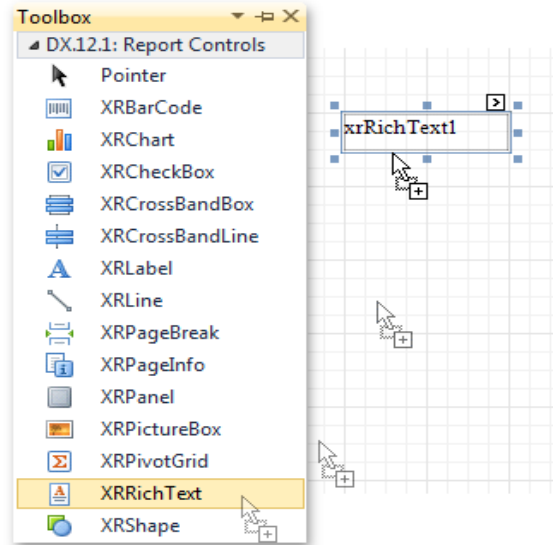 Toolbox
DX.12.1: Report Controls
Pointer
XRBarCode
XRChart
XRCheckBox
XRCrossBandBox
XRCrossBandLine
XRLabel
XRLine
XRPageBreak
XRPageInfo
XRPanel
XRPictureBox
XRPivotGrid
XRRichText
XRShape
xrRichText1